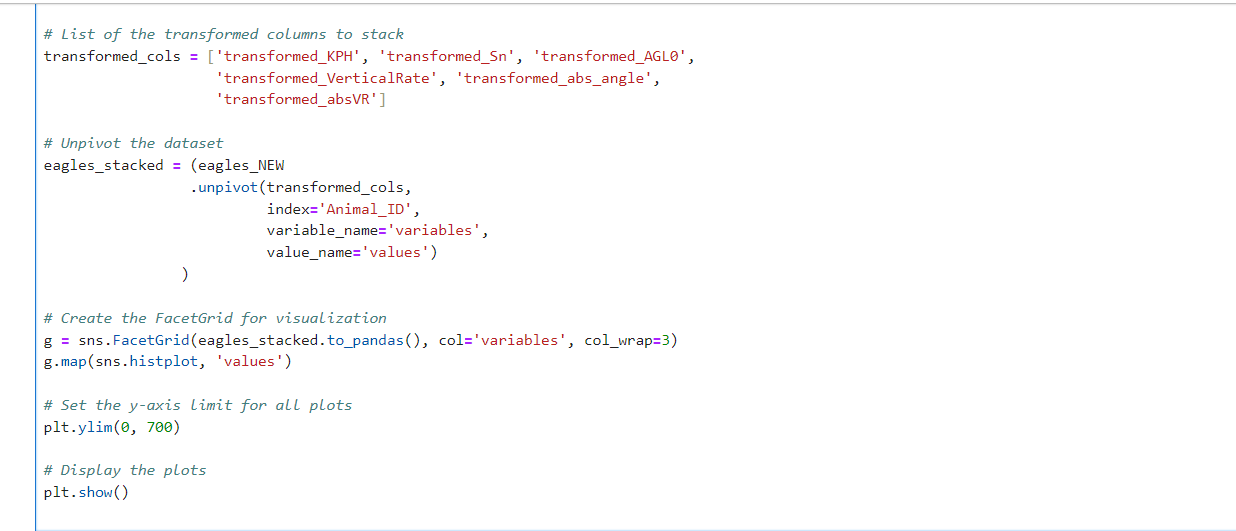 # List of the transformed columns to stack
transformed_cols = ['transformed_KPH', 'transformed_Sn', 'transformed_AGL0',
                    'transformed_VerticalRate', 'transformed_abs_angle',
                    'transformed_absVR']

# Unpivot the dataset
eagles_stacked = (eagles_NEW
                 .unpivot(transformed_cols,
                          index='Animal_ID',
                          variable_name='variables',
                          value_name='values')
                )

# Create the FacetGrid for visualization
g = sns.FacetGrid(eagles_stacked.to_pandas(), col='variables', col_wrap=3)
g.map(sns.histplot, 'values')

# Set the y-axis limit for all plots
plt.ylim(0, 700)

# Display the plots
plt.show()